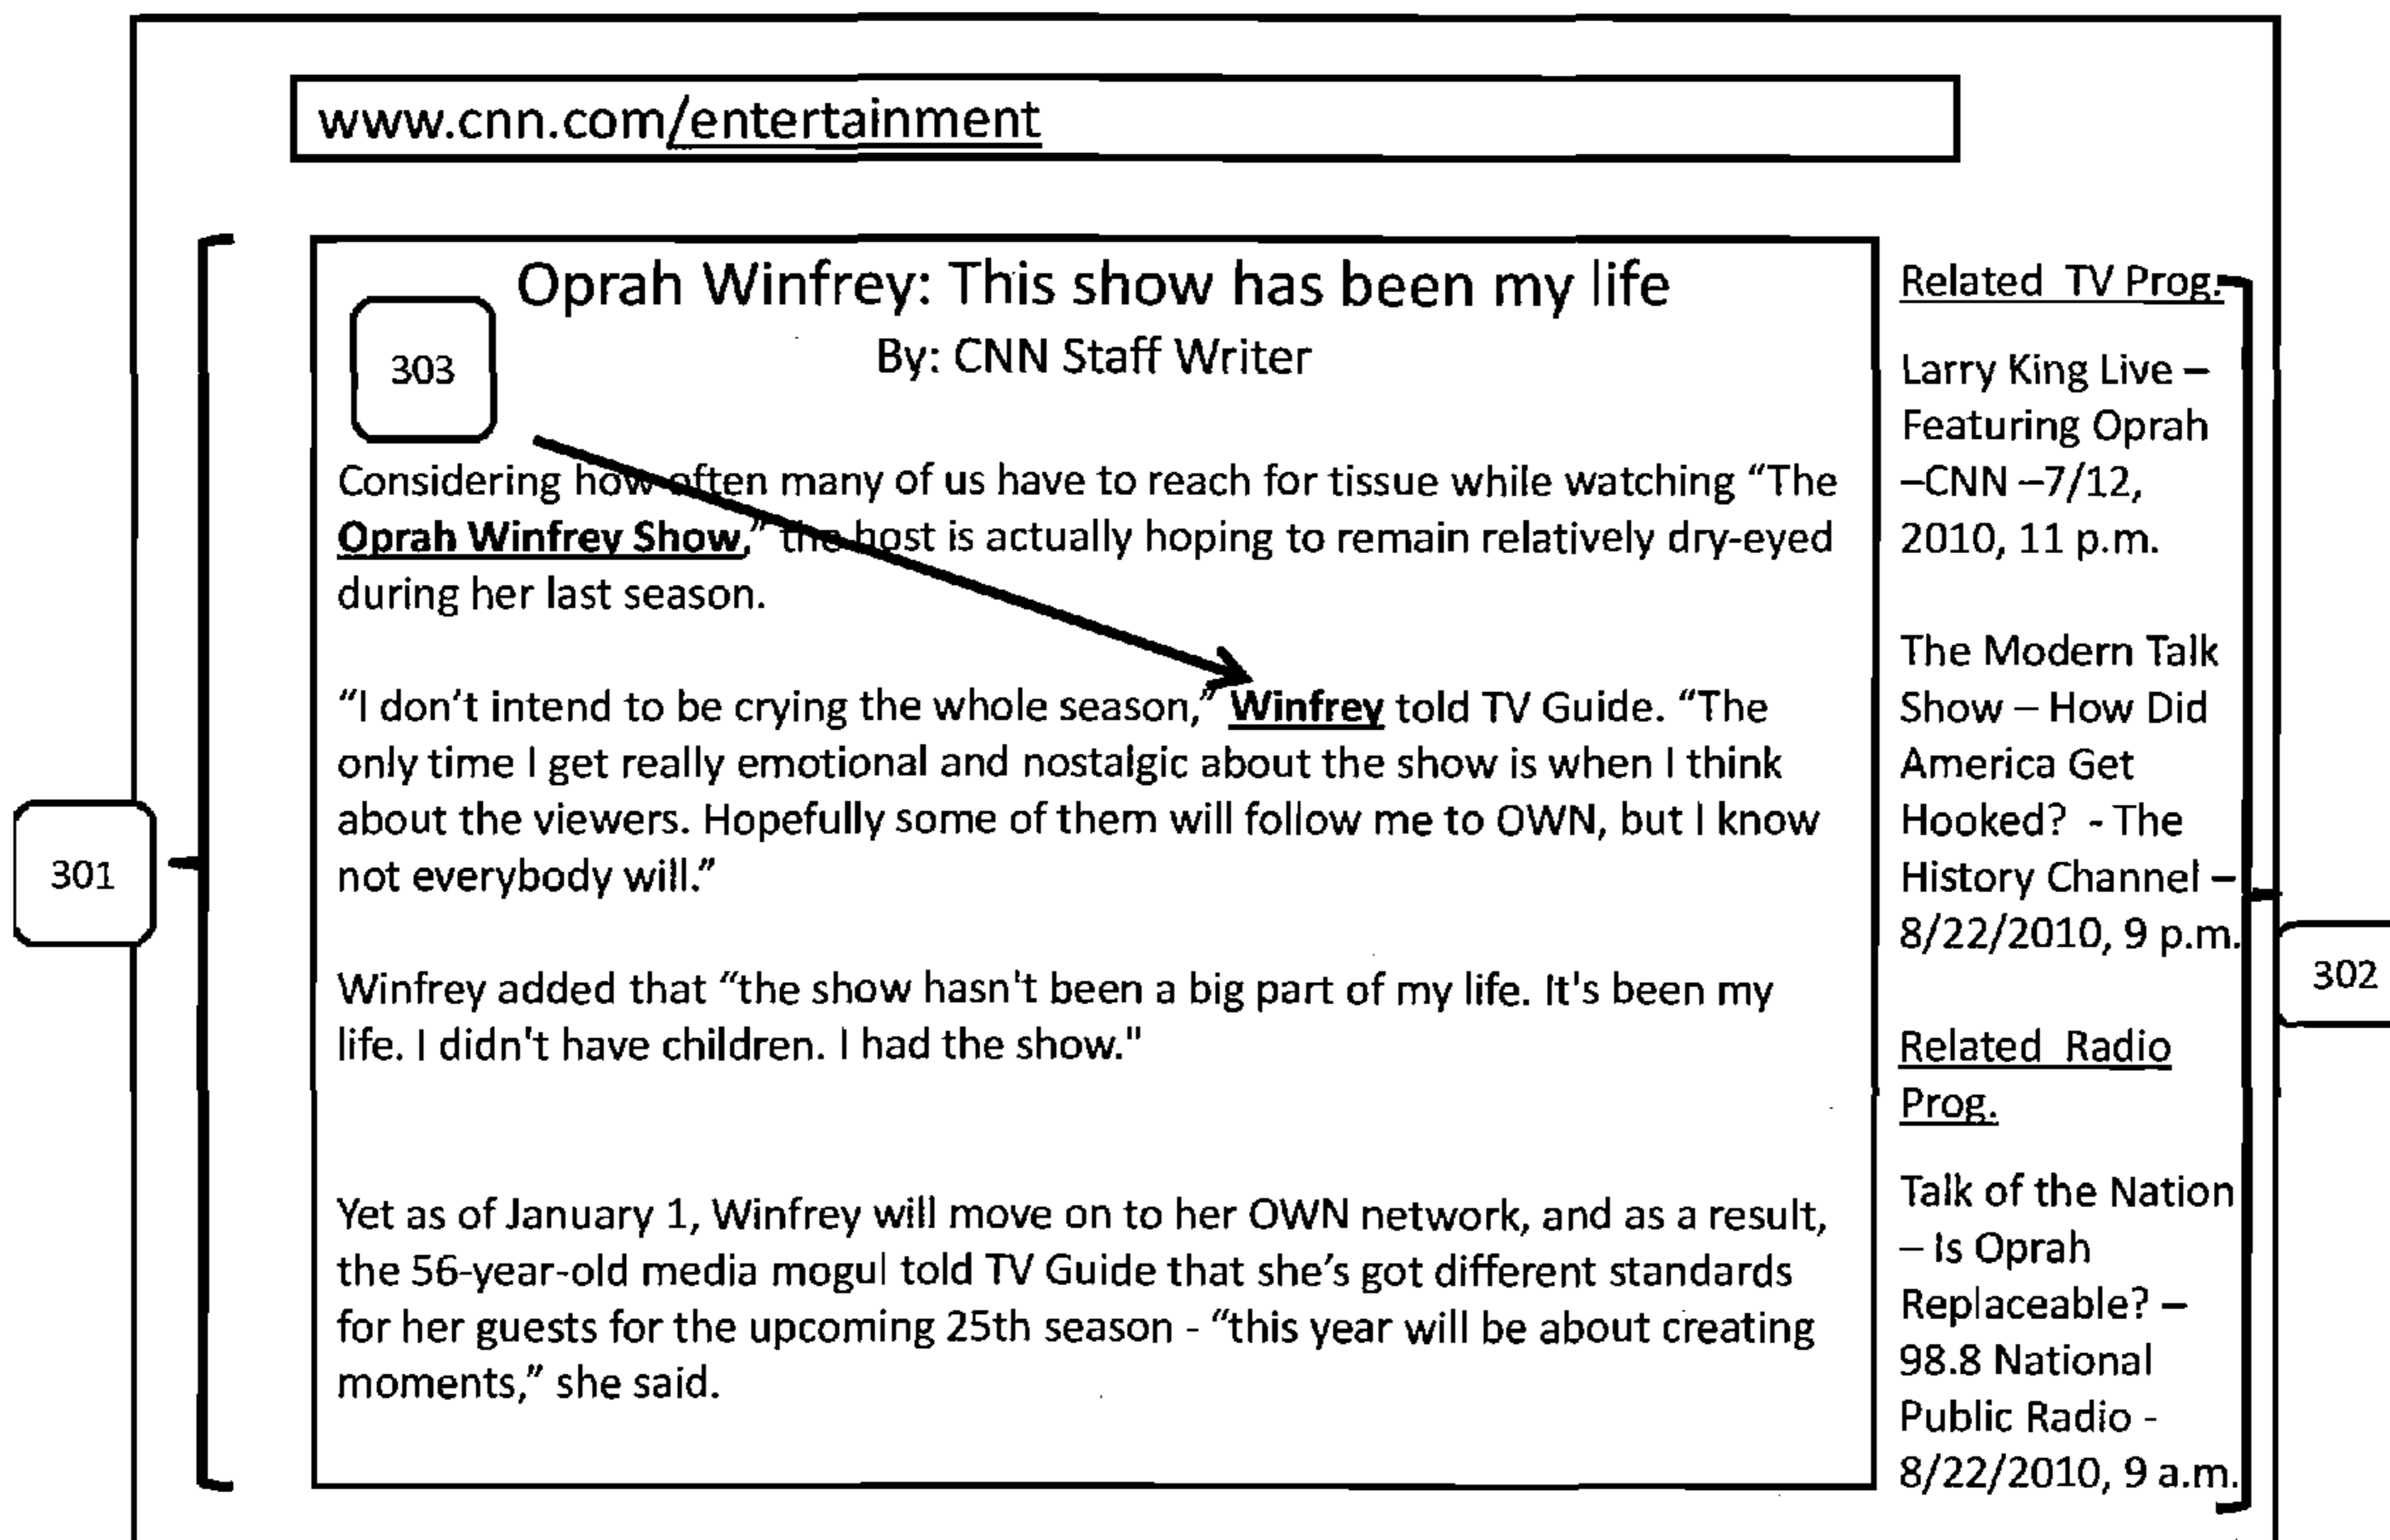 www.cnn.com/entertainment
Oprah Winfrey: This show has been my life
By: CNN Staff Writer
303
Considering how often many of us have to reach for tissue while watching “The
Oprah Winfrey Show,” the host is actually hoping to remain relatively dry-eyed
during her last season.
“I don't intend to be crying the whole season,” Winfrey told TV Guide. “The
only time I get really emotional and nostalgic about the show is when I think
about the viewers. Hopefully some of them will follow me to OWN, but I know
not everybody will.”
Winfrey added that “the show hasn't been a big part of my life. It's been my
life. I didn't have children. I had the show."
Yet as of January 1, Winfrey will move on to her OWN network, and as a result,
the 56-year-old media mogul told TV Guide that she’s got different standards
for her guests for the upcoming 25th season - “this year will be about creating
moments,” she said.
301
Related TV Prog.
Larry King Live –
Featuring Oprah
–CNN –7/12,
2010, 11 p.m.
The Modern Talk
Show – How Did
America Get
Hooked? - The
History Channel –
8/22/2010, 9 p.m.
Related Radio
Prog.
Talk of the Nation
– Is Oprah
Replaceable? –
98.8 National
Public Radio -
8/22/2010, 9 a.m.
302